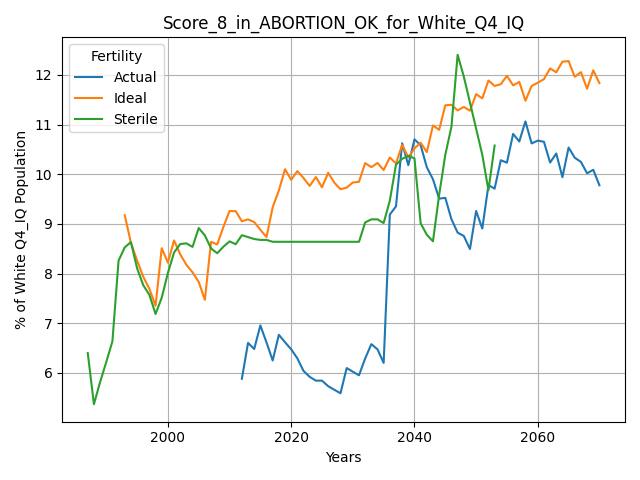 Score_8_in_ABORTION_OK_for_White_Q4_IQ
Fertility
Actual
Ideal
Sterile
% of White Q4_IQ Population
12
11
10
9
8
7
6
2000 2020 2040 2060
Years